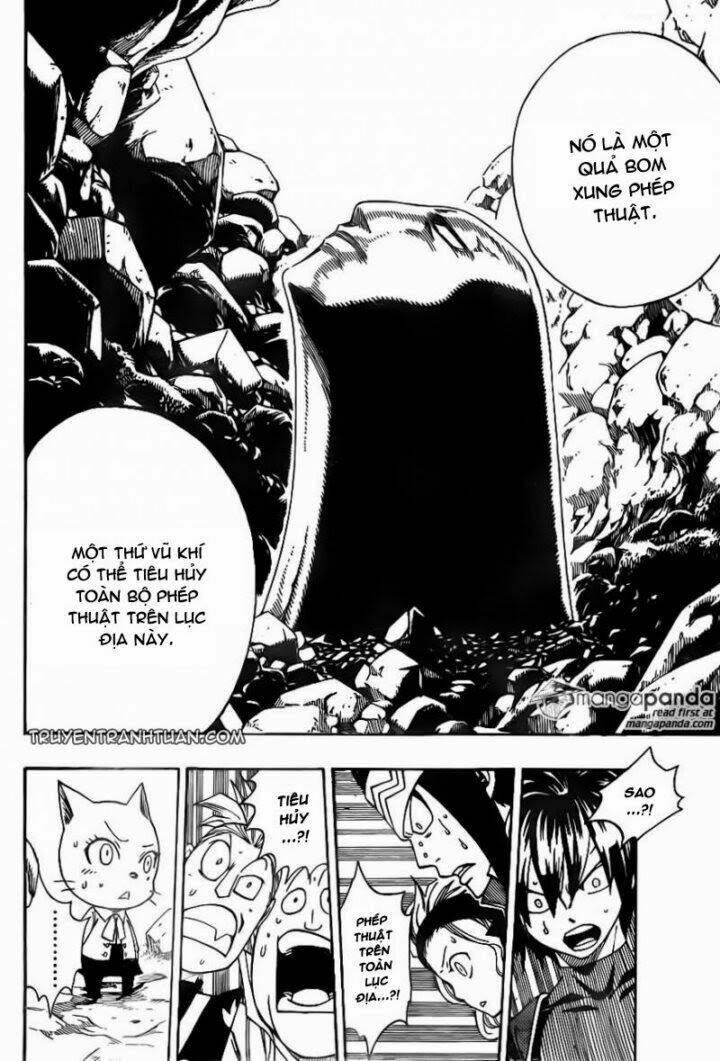 NÓ LÀ MỘT
QUẢ BOM
XUNG PHÉP
THUẬT.
MỘT THỨ VŨ KHÍ
CÓ THỂ TIÊU HỦY
TOÀN BỘ PHÉP
THUẬT TRÊN LỤC
ĐỊA NÀY.
TRUYENTRANHTUAN.COM
mangapanda
read first at
mangapanda.com
SAO
...?!
PHÉP
THUẬT
TRÊN
TOÀN
LỤC
ĐỊA...?!
TIÊU
HỦY
...?!